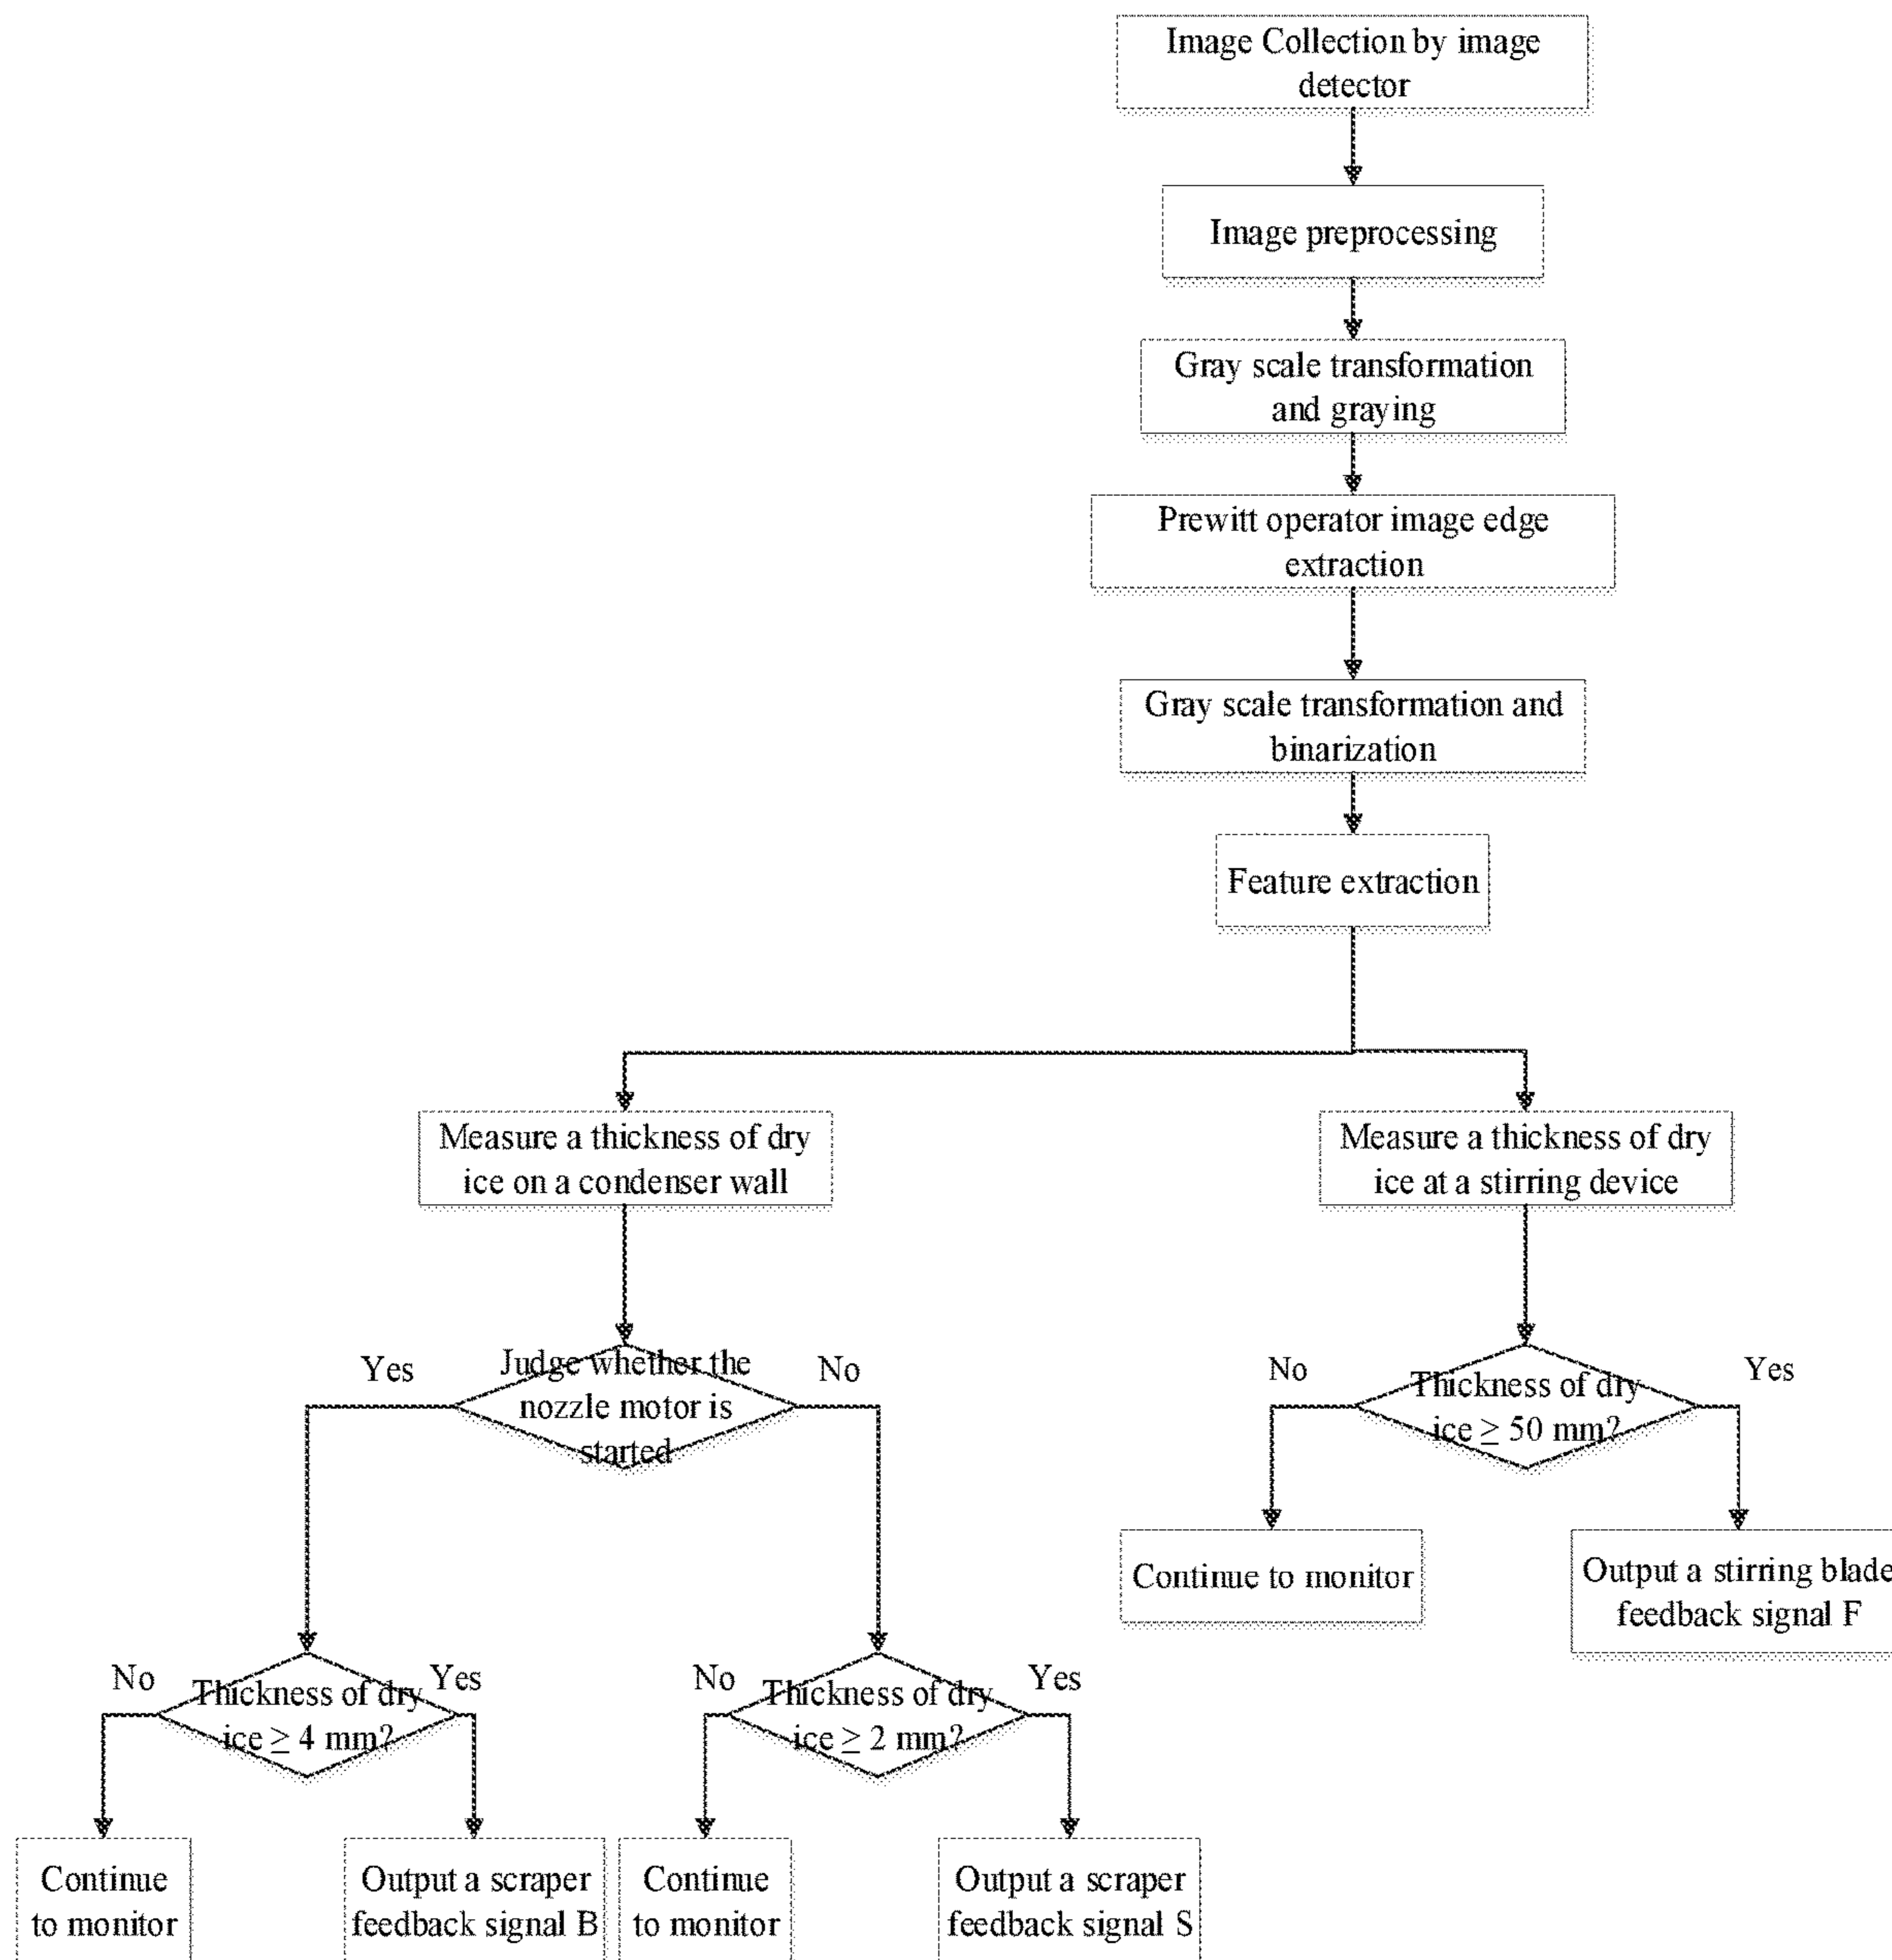 Image Collection by image
detector
Image preprocessing
Gray scale transformation
and graying
Prewitt operator image edge
extraction
Gray scale transformation and
binarization
Feature extraction
Measure a thickness of dry
ice on a condenser wall
Measure a thickness of dry
ice at a stirring device
Yes
Judge whether the
nozzle motor is
started
No
No
Thickness of dry
ice ≥ 50 mm?
Yes
Continue to monitor
Output a stirring blade
feedback signal F
No
Thickness of dry
ice ≥ 4 mm?
Yes
No
Thickness of dry
ice ≥ 2 mm?
Yes
Continue
to monitor
Output a scraper
feedback signal B
Continue
to monitor
Output a scraper
feedback signal S